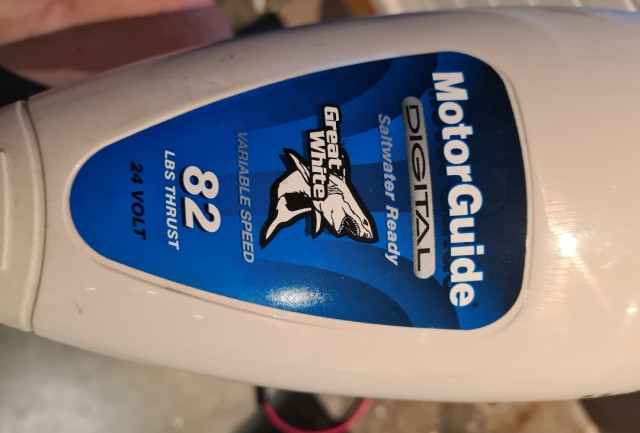 MotorGuide
DIGITAL
Saltwater Ready
Great
White
VARIABLE SPEED
82
LBS THRUST
24 VOLT